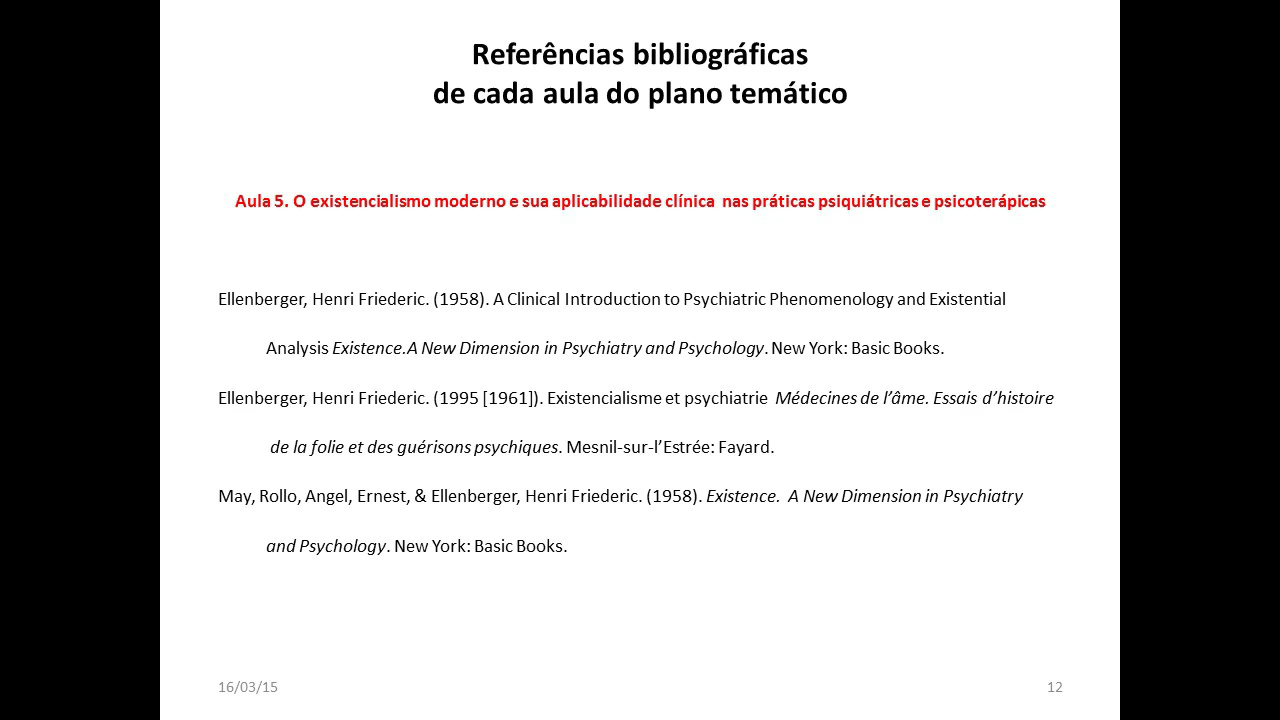 Referências bibliográficas
de cada aula do plano temático
Aula 5. O existencialismo moderno e sua aplicabilidade clínica nas práticas psiquiátricas e psicoterápicas
Ellenberger, Henri Friederic. (1958). A Clinical Introduction to Psychiatric Phenomenology and Existential
Analysis Existence.A New Dimension in Psychiatry and Psychology. New York: Basic Books.
Ellenberger, Henri Friederic. (1995 [1961]). Existencialisme et psychiatrie Médecines de l’âme. Essais d’histoire
de la folie et des guérisons psychiques. Mesnil-sur-l’Estrée: Fayard.
May, Rollo, Angel, Ernest, & Ellenberger, Henri Friederic. (1958). Existence. A New Dimension in Psychiatry
and Psychology. New York: Basic Books.
16/03/15
12